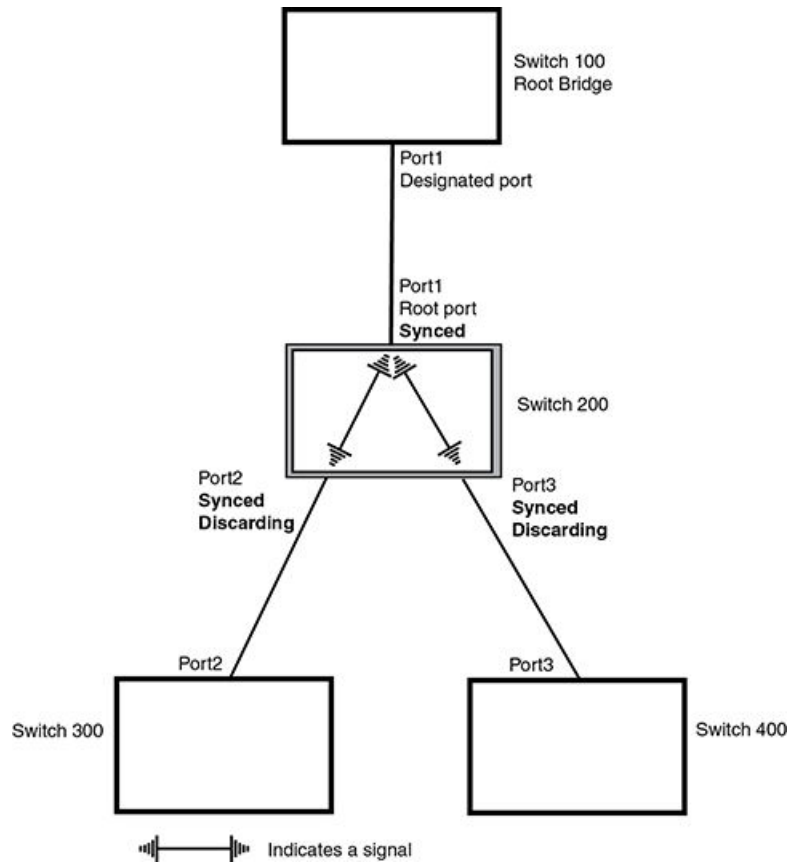 Switch 100
Root Bridge
Port1
Designated port
Port1
Root port
Synced
Switch 200
Port2
Synced
Discarding
Port3
Synced
Discarding
Port2
Port3
Switch 300
Switch 400
Indicates a signal